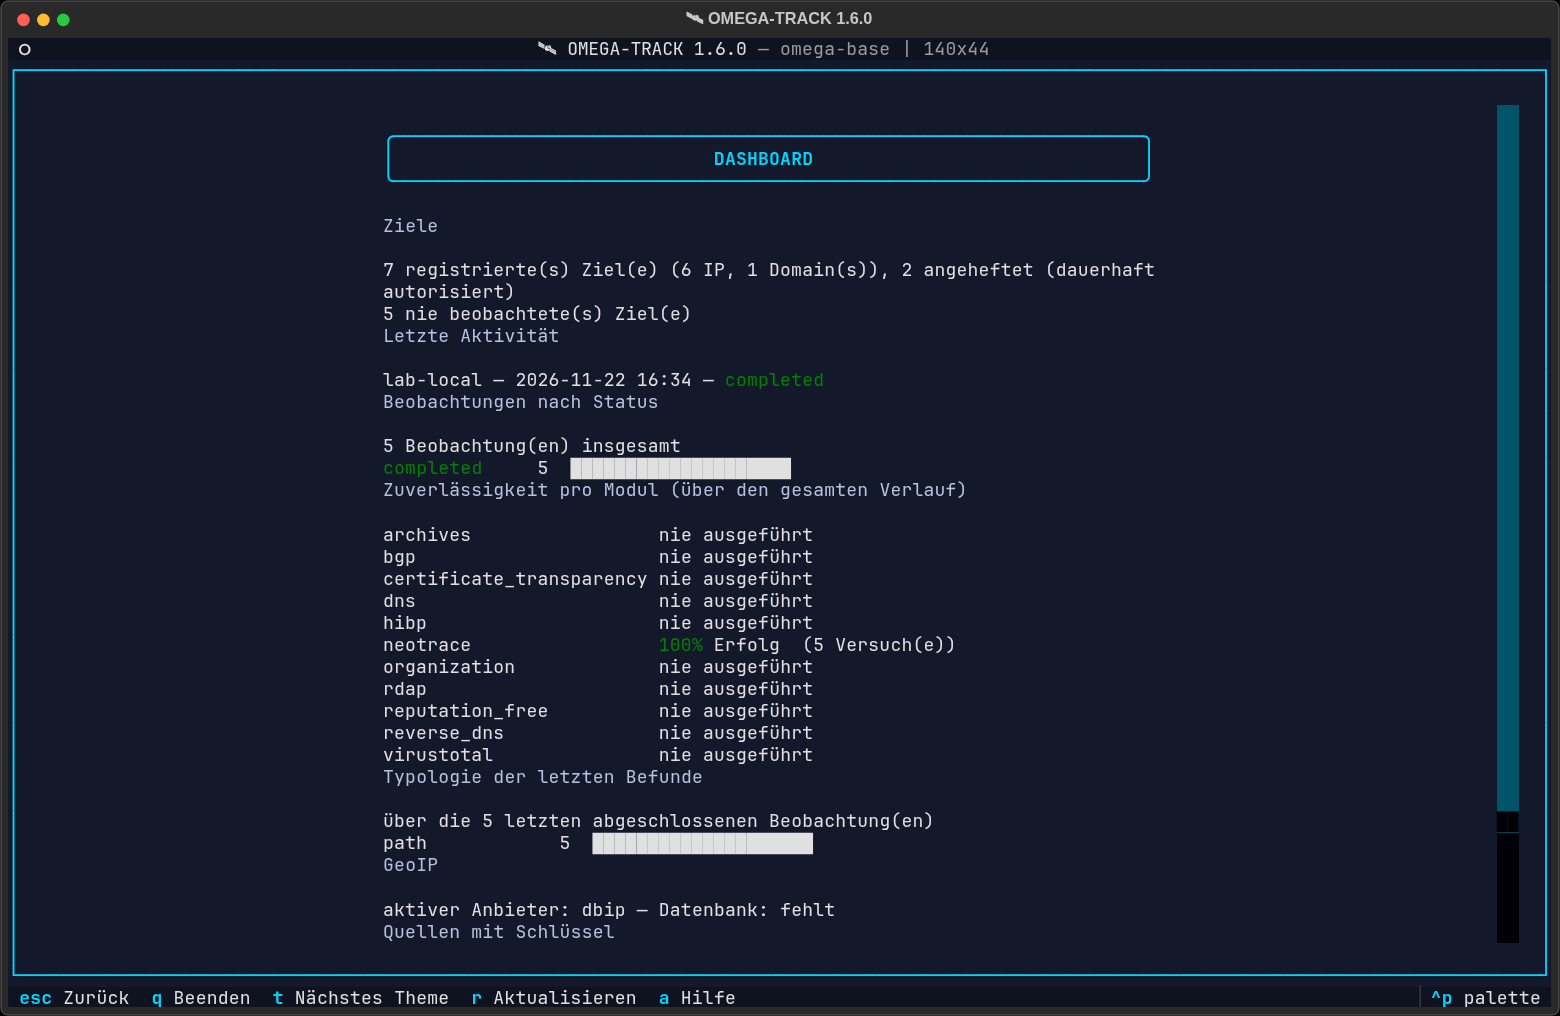 OMEGA-TRACK 1.6.0
OMEGA-TRACK 1.6.0 — omega-base | 140x44
DASHBOARD
Ziele
7 registrierte(s) Ziel(e) (6 IP, 1 Domain(s)), 2 angeheftet (dauerhaft
autorisiert)
5 nie beobachtete(s) Ziel(e)
Letzte Aktivität
lab-local — 2026-11-22 16:34 — completed
Beobachtungen nach Status
5 Beobachtung(en) insgesamt
completed 5
Zuverlässigkeit pro Modul (über den gesamten Verlauf)
archives nie ausgeführt
bgp nie ausgeführt
certificate_transparency nie ausgeführt
dns nie ausgeführt
hibp nie ausgeführt
neotrace 100% Erfolg (5 Versuch(e))
organization nie ausgeführt
rdap nie ausgeführt
reputation_free nie ausgeführt
reverse_dns nie ausgeführt
virustotal nie ausgeführt
Typologie der letzten Befunde
über die 5 letzten abgeschlossenen Beobachtung(en)
path 5
GeoIP
aktiver Anbieter: dbip — Datenbank: fehlt
Quellen mit Schlüssel
esc Zurück q Beenden t Nächstes Theme r Aktualisieren a Hilfe ^p palette